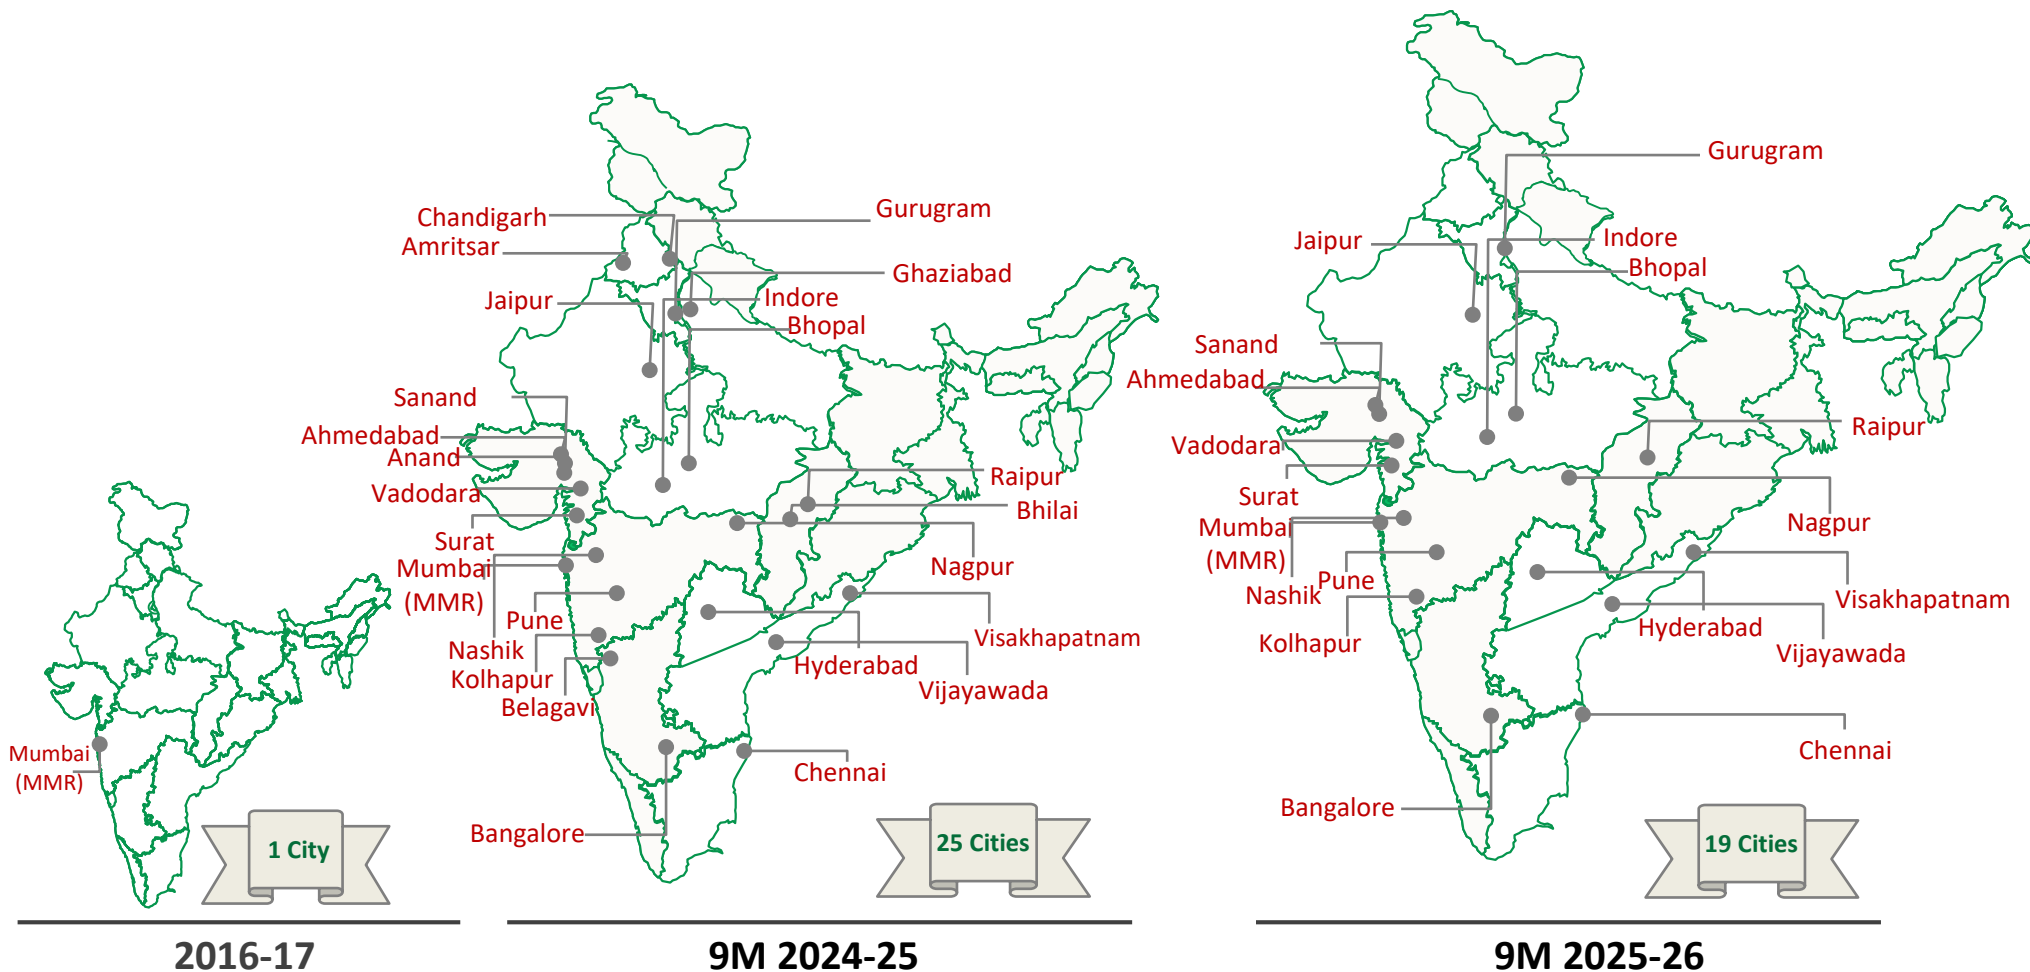 Mumbai
(MMR)
1 City
2016-17
Chandigarh
Amritsar
Gurugram
Ghaziabad
Jaipur
Indore
Bhopal
Sanand
Ahmedabad
Anand
Vadodara
Surat
Mumbai
(MMR)
Pune
Nashik
Kolhapur
Belagavi
Raipur
Bhilai
Nagpur
Visakhapatnam
Hyderabad
Vijayawada
Chennai
Bangalore
25 Cities
9M 2024-25
Gurugram
Jaipur
Indore
Bhopal
Sanand
Ahmedabad
Vadodara
Surat
Mumbai
(MMR)
Nashik
Pune
Kolhapur
Raipur
Nagpur
Visakhapatnam
Hyderabad
Vijayawada
Chennai
Bangalore
19 Cities
9M 2025-26